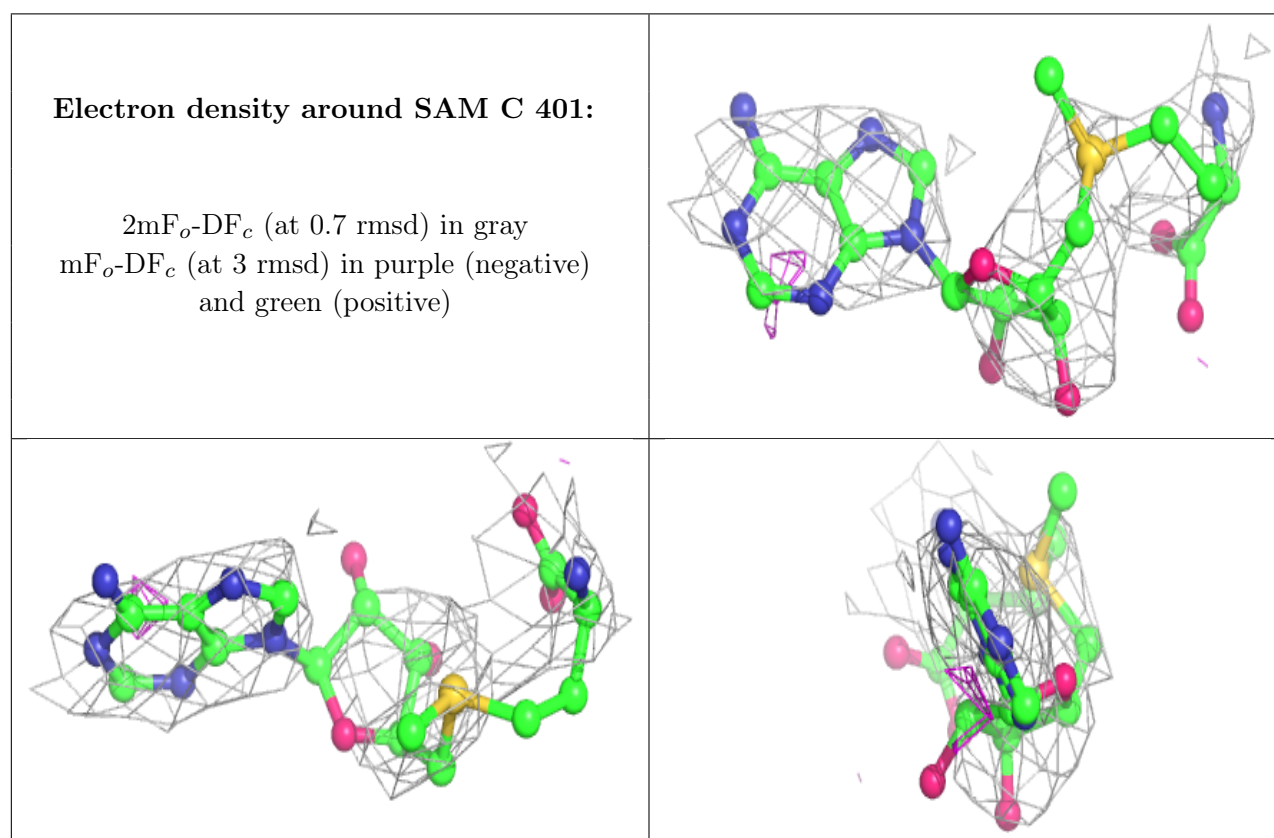 Electron density around SAM C 401:
2mFo-DFc (at 0.7 rmsd) in gray
mFo-DFc (at 3 rmsd) in purple (negative)
and green (positive)